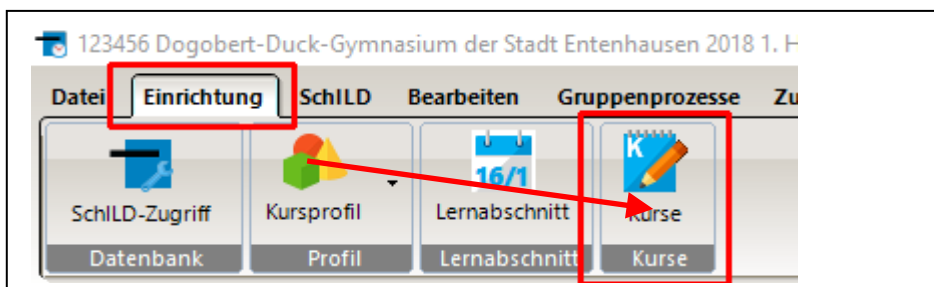 123456 Dogobert-Duck-Gymnasium der Stadt Entenhausen 2018 1. H
Datei Einrichtung SchILD Bearbeiten Gruppenprozesse Zu
16/1 K
SchILD-Zugriff Kursprofil Lernabschnitt Kurse
Datenbank Profil Lernabschnitt Kurse